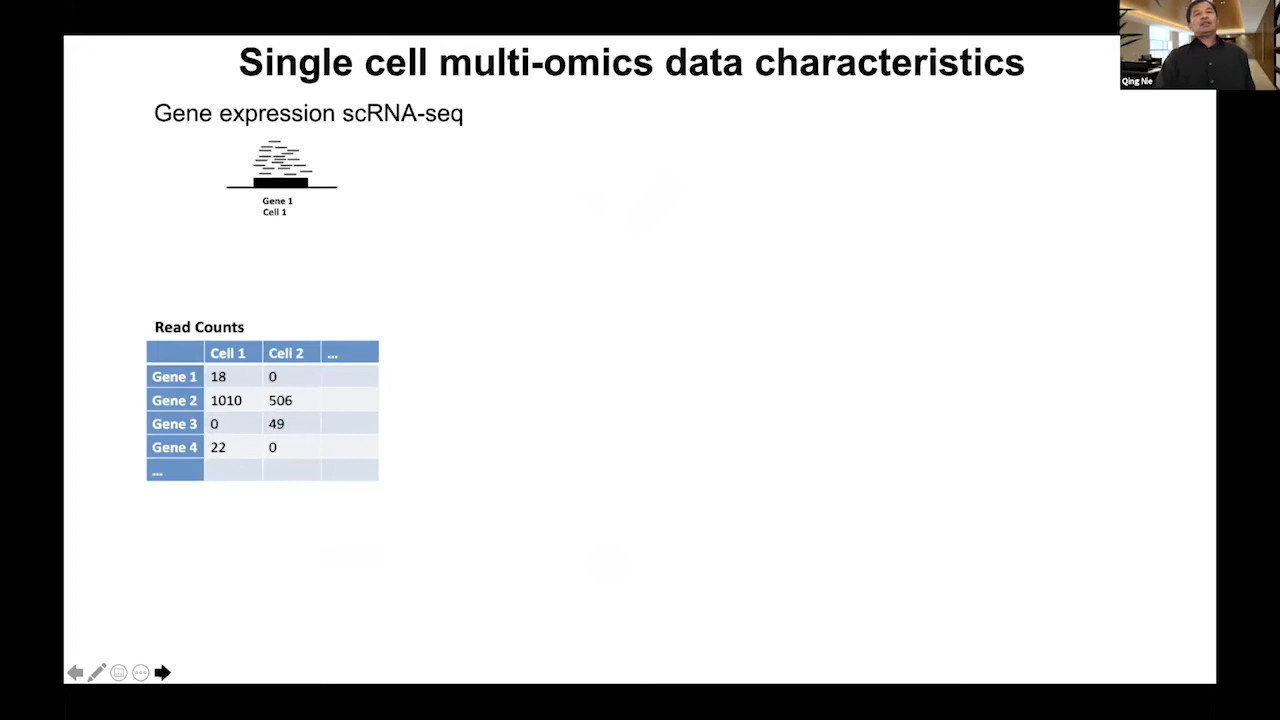 Single cell multi-omics data characteristics
Qing Nie
Gene expression scRNA-seq
Gene 1
Cell 1
Read Counts
Cell 1 Cell 2 ...
Gene 1 18 0
Gene 2 1010 506
Gene 3 0 49
Gene 4 22 0
...